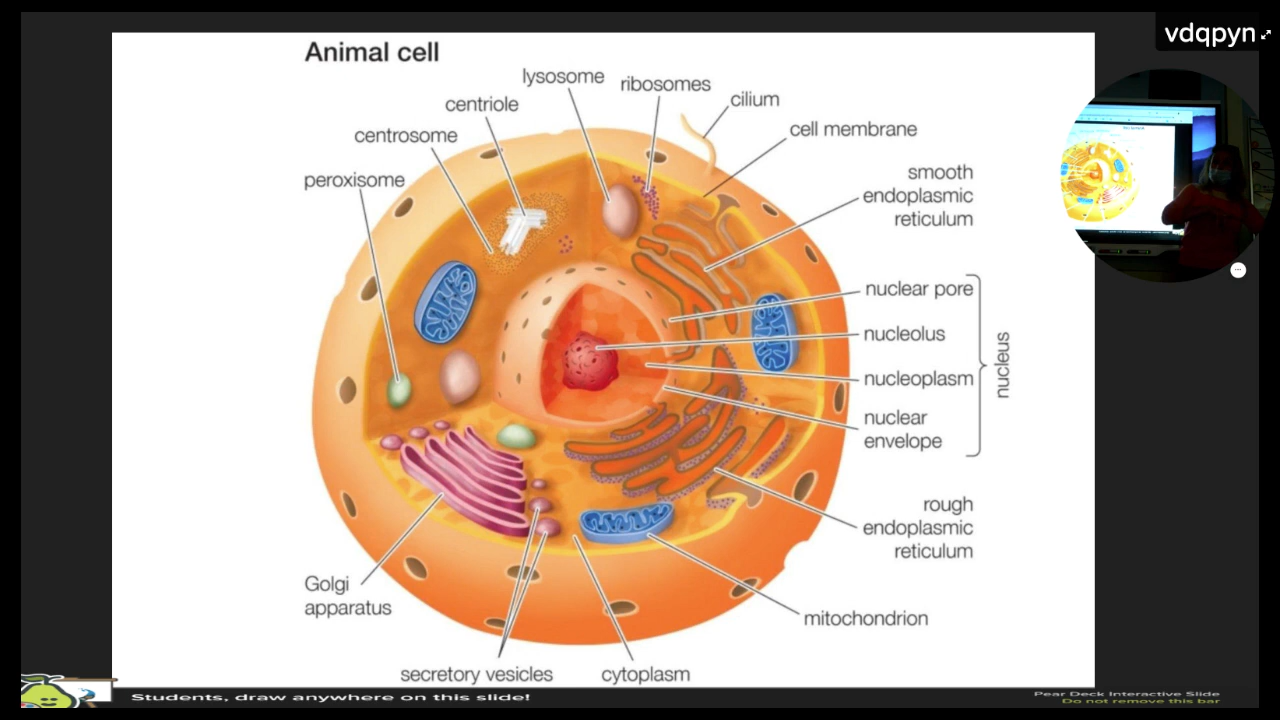 vdqpyn
Animal cell
lysosome
ribosomes
cilium
centriole
cell membrane
centrosome
peroxisome
smooth
endoplasmic
reticulum
nuclear pore
nucleolus
nucleoplasm
nuclear
envelope
nucleus
rough
endoplasmic
reticulum
Golgi
apparatus
mitochondrion
secretory vesicles
cytoplasm
Students, draw anywhere on this slide!
Pear Deck Interactive Slide
Do not remove this bar